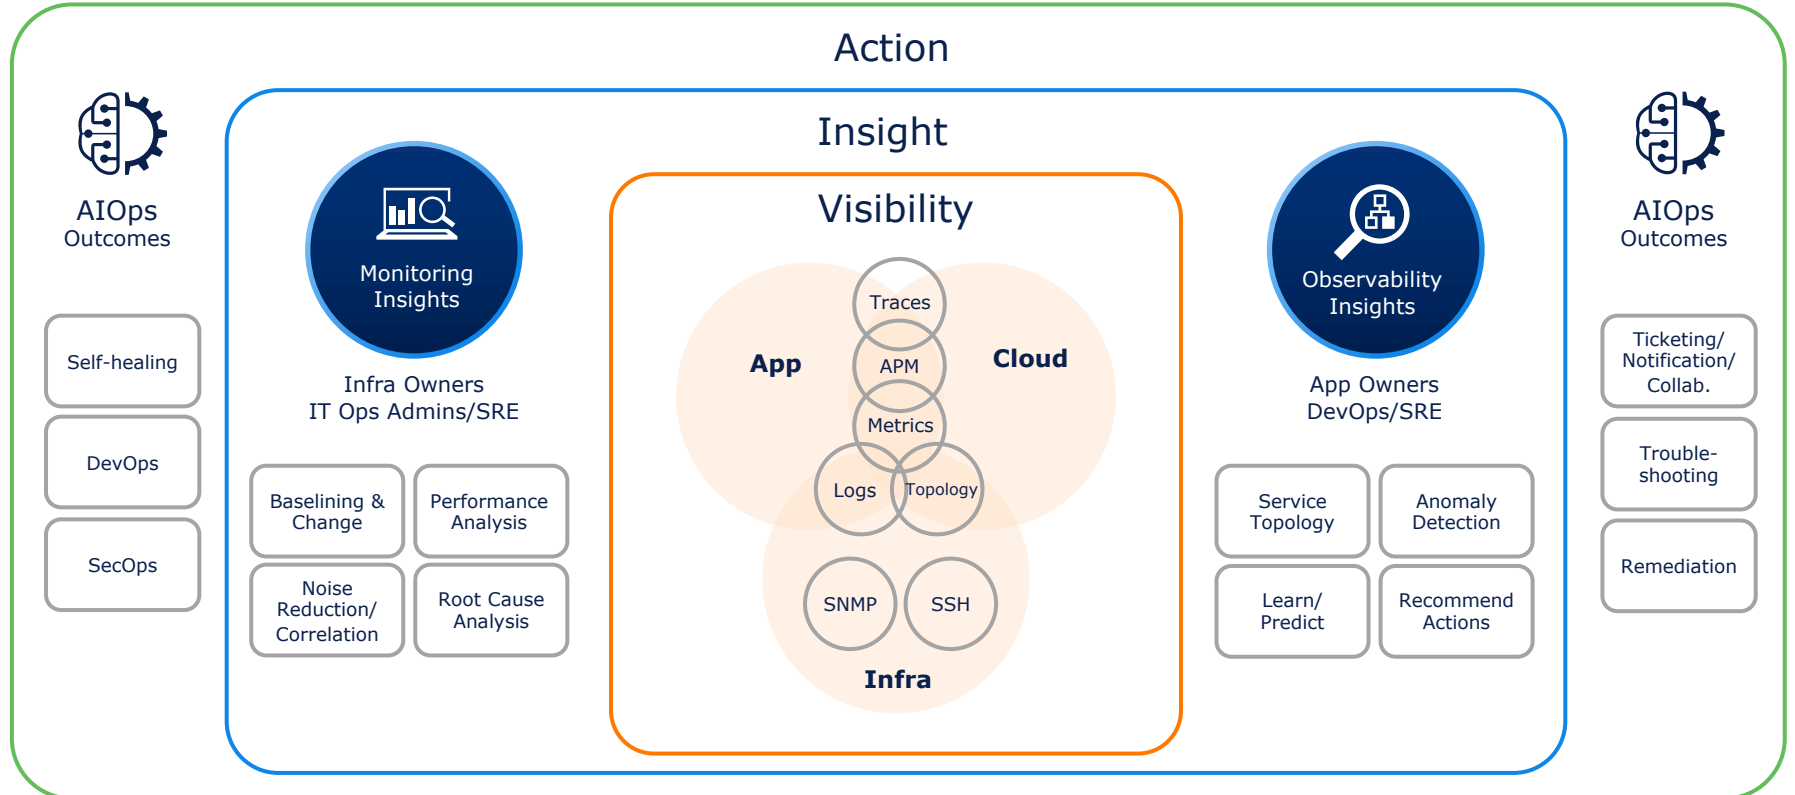 Action
AIOps
Outcomes
Self-healing
DevOps
SecOps
Insight
Monitoring
Insights
Infra Owners
IT Ops Admins/SRE
Baselining &
Change
Performance
Analysis
Noise
Reduction/
Correlation
Root Cause
Analysis
Visibility
App
Cloud
Traces
APM
Metrics
Logs
Topology
SNMP
SSH
Infra
Observability
Insights
App Owners
DevOps/SRE
Service
Topology
Anomaly
Detection
Learn/
Predict
Recommend
Actions
AIOps
Outcomes
Ticketing/
Notification/
Collab.
Trouble-
shooting
Remediation